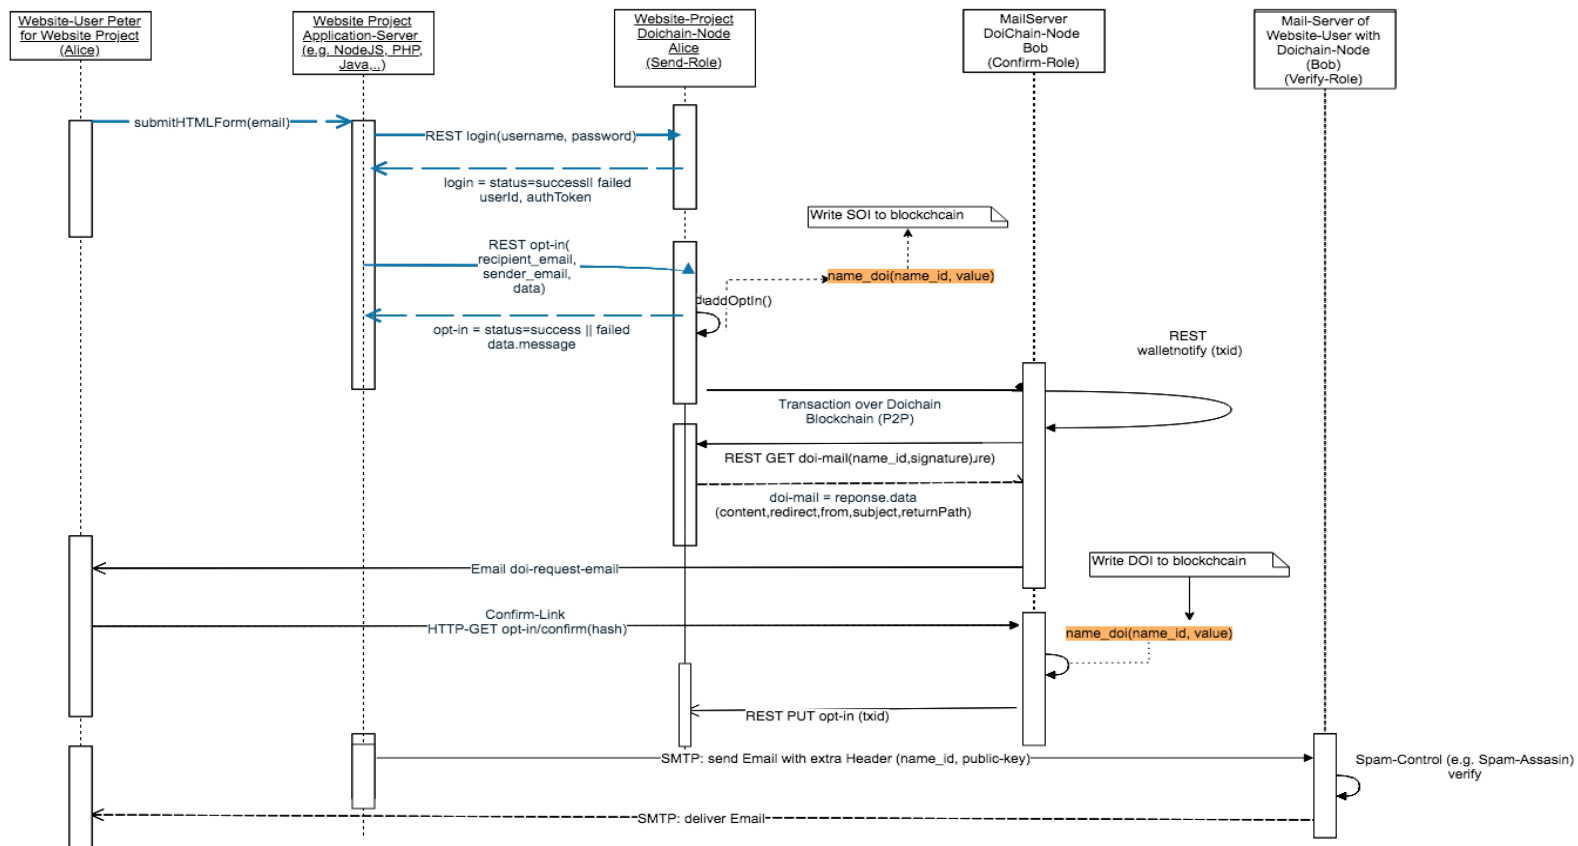 Website-User Peter
for Website Project
(Alice)
Website Project
Application-Server
(e.g. NodeJS, PHP,
Java,..)
Website-Project
Doichain-Node
Alice
(Send-Role)
MailServer
DoiChain-Node
Bob
(Confirm-Role)
Mail-Server of
Website-User with
Doichain-Node
(Bob)
(Verify-Role)
submitHTMLForm(email)
REST login(username, password)
login = status=success|| failed
userId, authToken
Write SOI to blockchcain
REST opt-in(
recipient_email,
sender_email,
data)
name_doi(name_id, value)
addOptIn()
opt-in = status=success || failed
data.message
REST
walletnotify (txid)
Transaction over Doichain
Blockchain (P2P)
REST GET doi-mail(name_id,signature)
doi-mail = reponse.data
(content,redirect,from,subject,returnPath)
Write DOI to blockchcain
Email doi-request-email
Confirm-Link
HTTP-GET opt-in/confirm(hash)
name_doi(name_id, value)
REST PUT opt-in (txid)
SMTP: send Email with extra Header (name_id, public-key)
Spam-Control (e.g. Spam-Assasin)
verify
SMTP: deliver Email